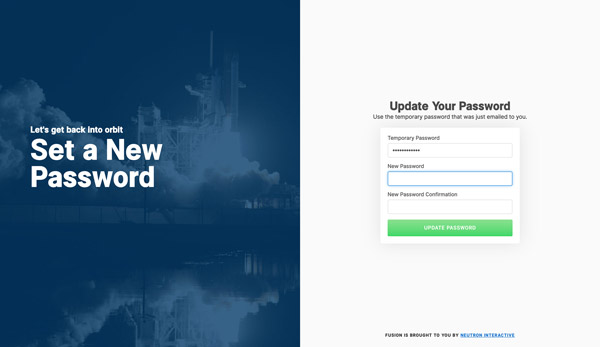 Let's get back into orbit
Set a New
Password
Update Your Password
Use the temporary password that was just emailed to you.
Temporary Password
••••••••••••
New Password
New Password Confirmation
UPDATE PASSWORD
FUSION IS BROUGHT TO YOU BY NEUTRON INTERACTIVE